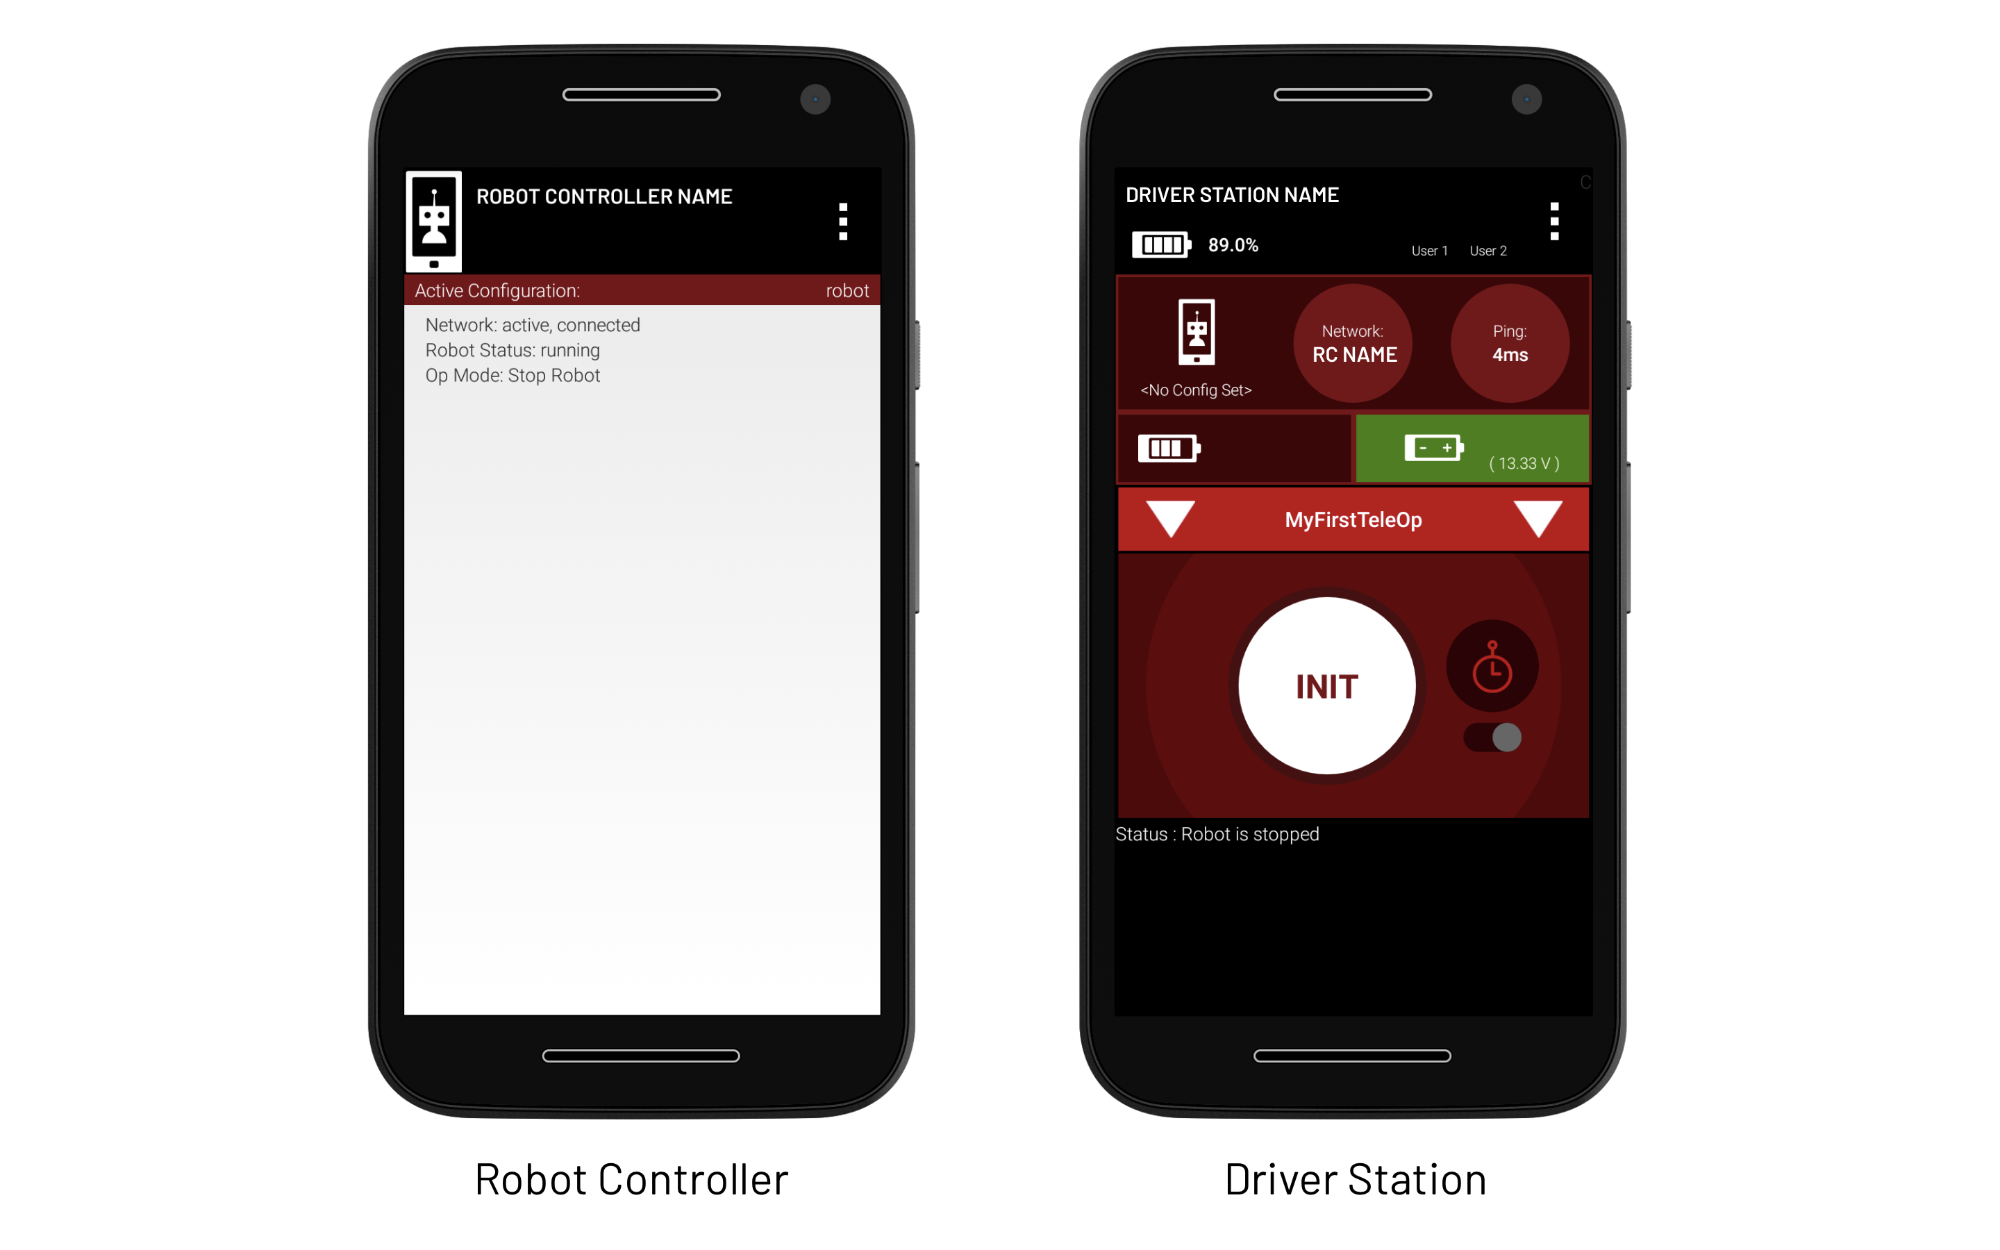 ROBOT CONTROLLER NAME
Active Configuration: robot
Network: active, connected
Robot Status: running
Op Mode: Stop Robot
Robot Controller
C
DRIVER STATION NAME
89.0%
User 1 User 2
Network:
RC NAME
Ping:
4ms
<No Config Set>
( 13.33 V )
MyFirstTeleOp
INIT
Status : Robot is stopped
Driver Station